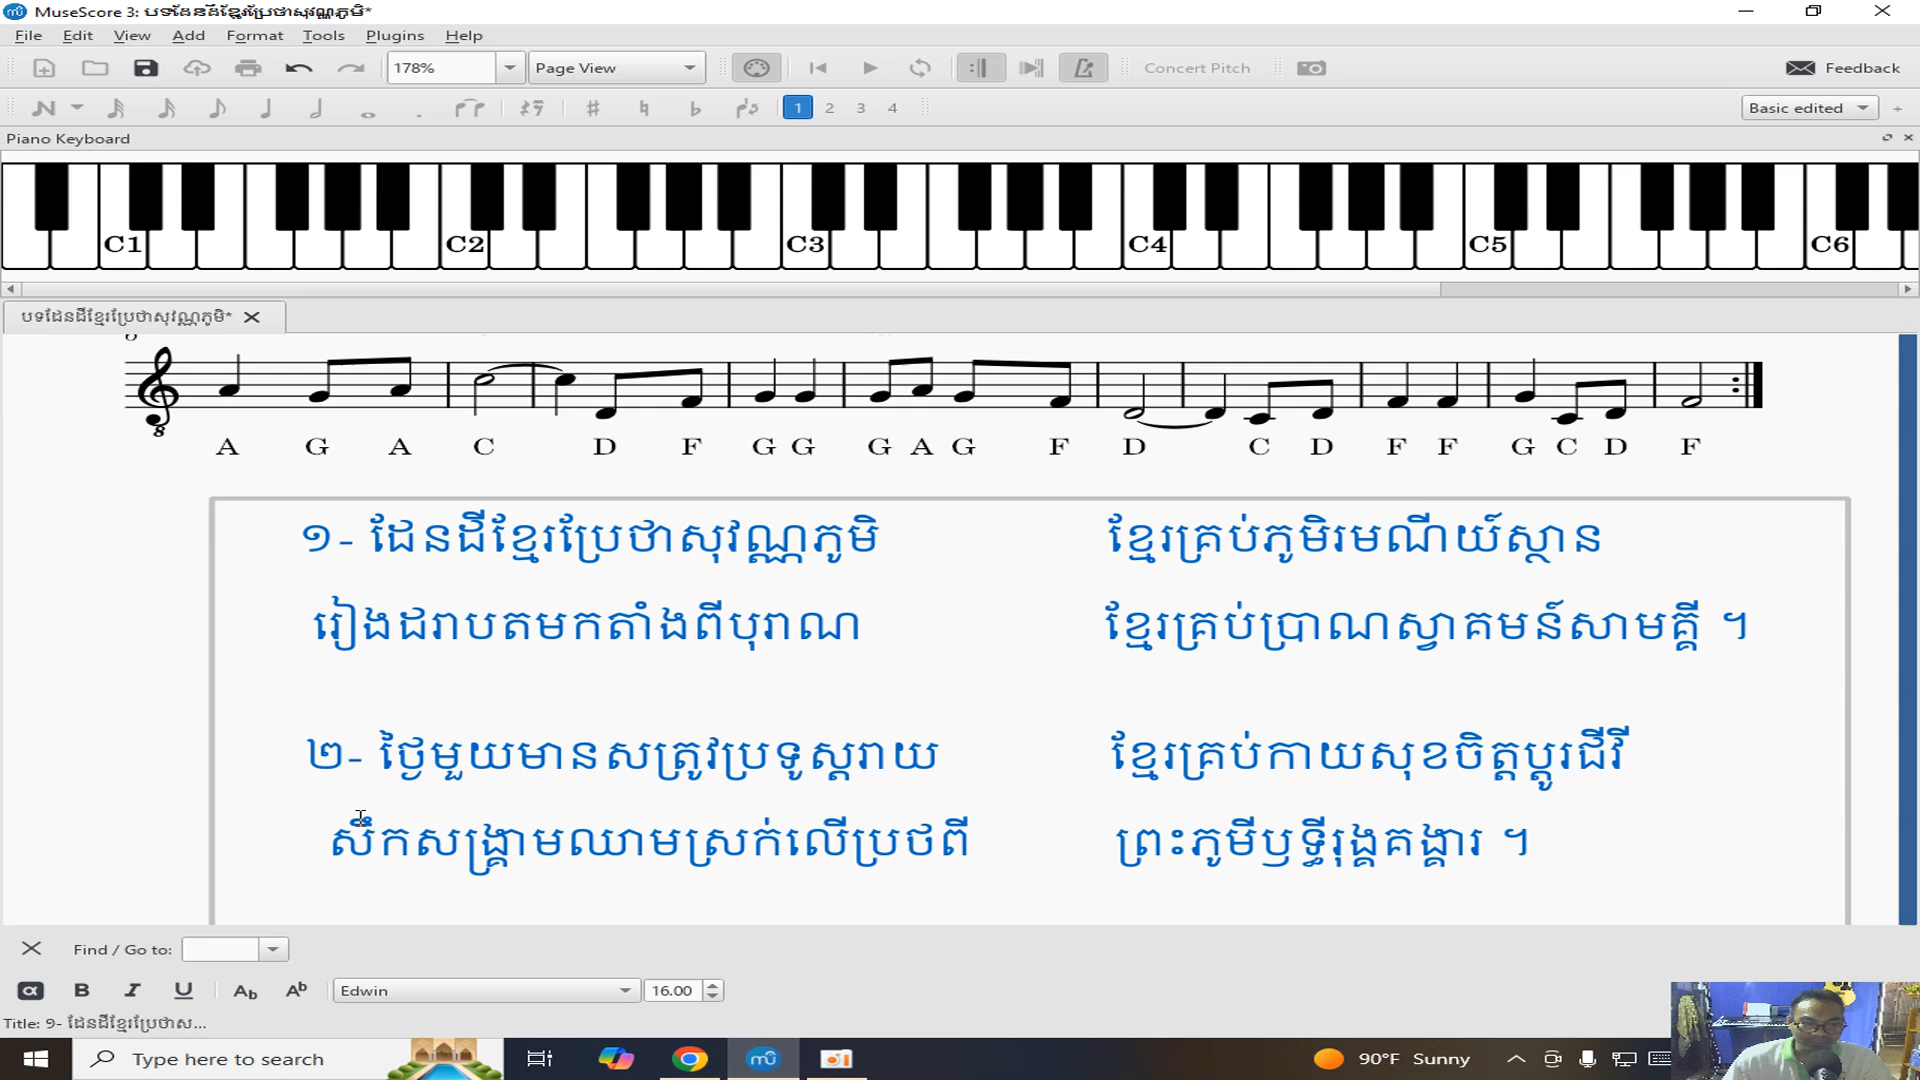 MuseScore 3: បទដែនដីខ្មែរប្រែថាសុវណ្ណភូមិ*
File Edit View Add Format Tools Plugins Help
178% Page View Concert Pitch Feedback
1 2 3 4 Basic edited
Piano Keyboard
C1 C2 C3 C4 C5 C6
បទដែនដីខ្មែរប្រែថាសុវណ្ណភូមិ*
8
A G A C D F G G G A G F D C D F F G C D F
១- ដែនដីខ្មែរប្រែថាសុវណ្ណភូមិ ខ្មែរគ្រប់ភូមិរមណីយ៍ស្ថាន
រៀងដរាបតមកតាំងពីបុរាណ ខ្មែរគ្រប់ប្រាណស្វាគមន៍សាមគ្គី ។
២- ថ្ងៃមួយមានសត្រូវប្រទូស្តរាយ ខ្មែរគ្រប់កាយសុខចិត្តប្តូរជីវី
សឹកសង្គ្រាមឈាមស្រក់លើប្រថពី ព្រះភូមីឫទ្ធីរុង្គគង្គារ ។
Find / Go to:
B I U Ab Ab Edwin 16.00
Title: ១- ដែនដីខ្មែរប្រែថាស...
Type here to search 90°F Sunny